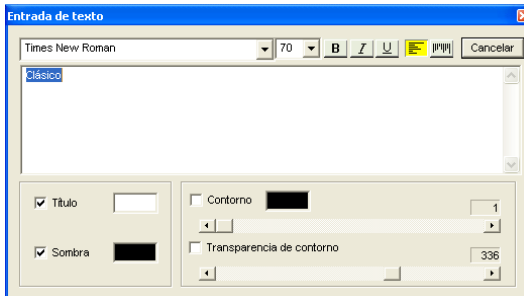 Entrada de texto
Times New Roman 70 B I U Cancelar
Clásico
Título Contorno 1
Sombra Transparencia de contorno 336